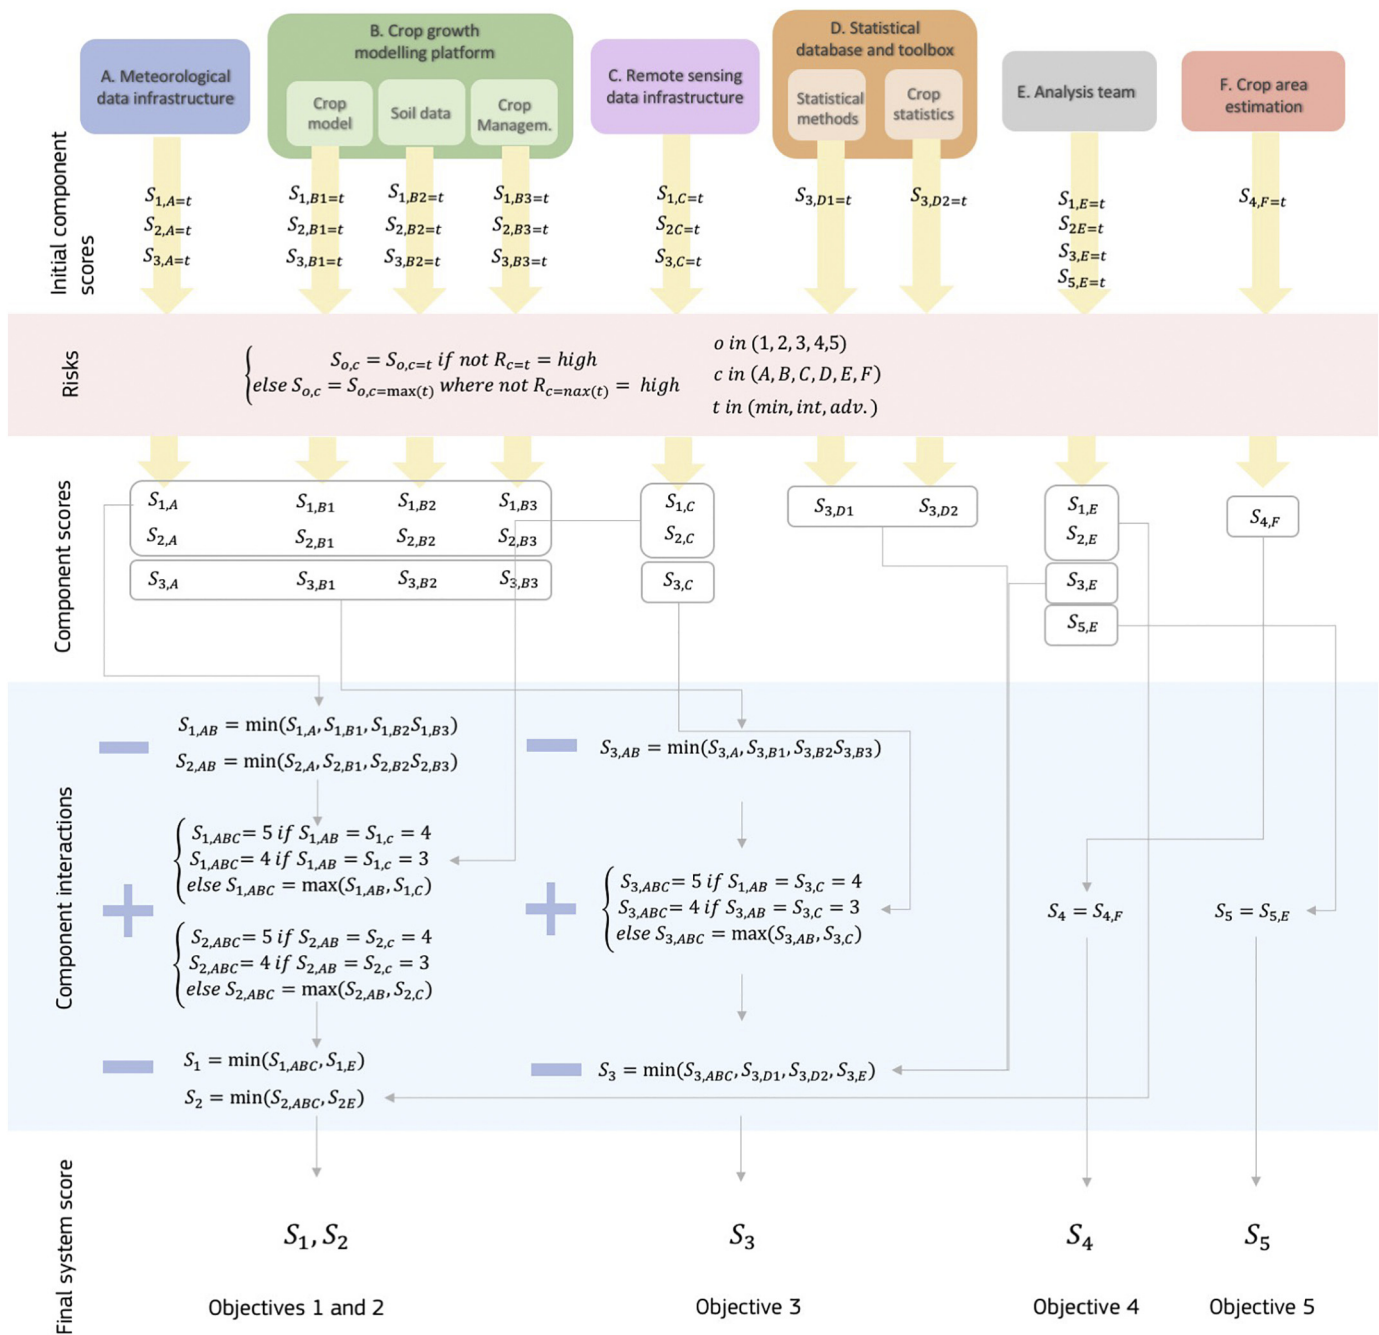 A. Meteorological
data infrastructure
B. Crop growth
modelling platform
Crop
model
Soil data
Crop
Managem.
C. Remote sensing
data infrastructure
D. Statistical
database and toolbox
Statistical
methods
Crop
statistics
E. Analysis team
F. Crop area
estimation
Initial component
scores
S1,A=t
S2,A=t
S3,A=t
S1,B1=t
S2,B1=t
S3,B1=t
S1,B2=t
S2,B2=t
S3,B2=t
S1,B3=t
S2,B3=t
S3,B3=t
S1,C=t
S2C=t
S3,C=t
S3,D1=t
S3,D2=t
S1,E=t
S2E=t
S3,E=t
S5,E=t
S4,F=t
Risks
So,c = So,c=t if not Rc=t = high
else So,c = So,c=max(t) where not Rc=nax(t) = high
o in (1, 2, 3, 4,5)
c in (A, B, C, D, E, F)
t in (min, int, adv.)
Component scores
S1,A S1,B1 S1,B2 S1,B3
S2,A S2,B1 S2,B2 S2,B3
S3,A S3,B1 S3,B2 S3,B3
S1,C
S2,C
S3,C
S3,D1 S3,D2
S1,E
S2,E
S3,E
S5,E
S4,F
Component interactions
S1,AB = min(S1,A, S1,B1, S1,B2S1,B3)
S2,AB = min(S2,A, S2,B1, S2,B2S2,B3)
S1,ABC= 5 if S1,AB = S1,c = 4
S1,ABC= 4 if S1,AB = S1,c = 3
else S1,ABC = max(S1,AB, S1,C)
S2,ABC= 5 if S2,AB = S2,c = 4
S2,ABC= 4 if S2,AB = S2,c = 3
else S2,ABC = max(S2,AB, S2,C)
S1 = min(S1,ABC, S1,E)
S2 = min(S2,ABC, S2E)
S3,AB = min(S3,A, S3,B1, S3,B2S3,B3)
S3,ABC= 5 if S1,AB = S3,C = 4
S3,ABC= 4 if S3,AB = S3,C = 3
else S3,ABC = max(S3,AB, S3,C)
S3 = min(S3,ABC, S3,D1, S3,D2, S3,E)
S4 = S4,F
S5 = S5,E
Final system score
S1, S2
S3
S4
S5
Objectives 1 and 2
Objective 3
Objective 4
Objective 5